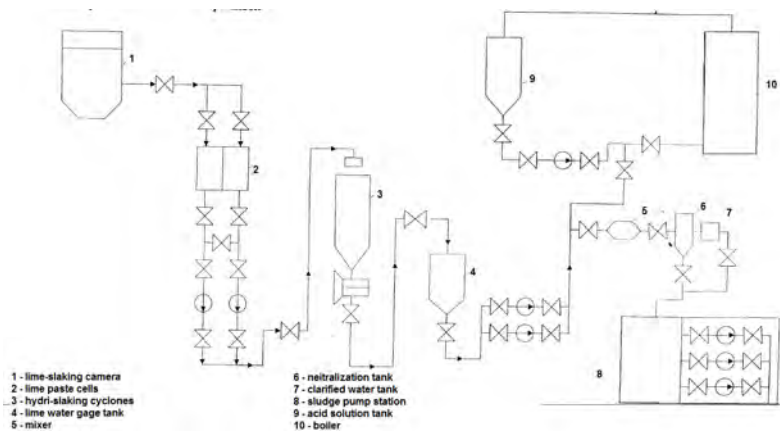 1
2
3
4
5
6
7
8
9
10
1 - lime-slaking camera
2 - lime paste cells
3 - hydri-slaking cyclones
4 - lime water gage tank
5 - mixer
6 - neitralization tank
7 - clarified water tank
8 - sludge pump station
9 - acid solution tank
10 - boiler